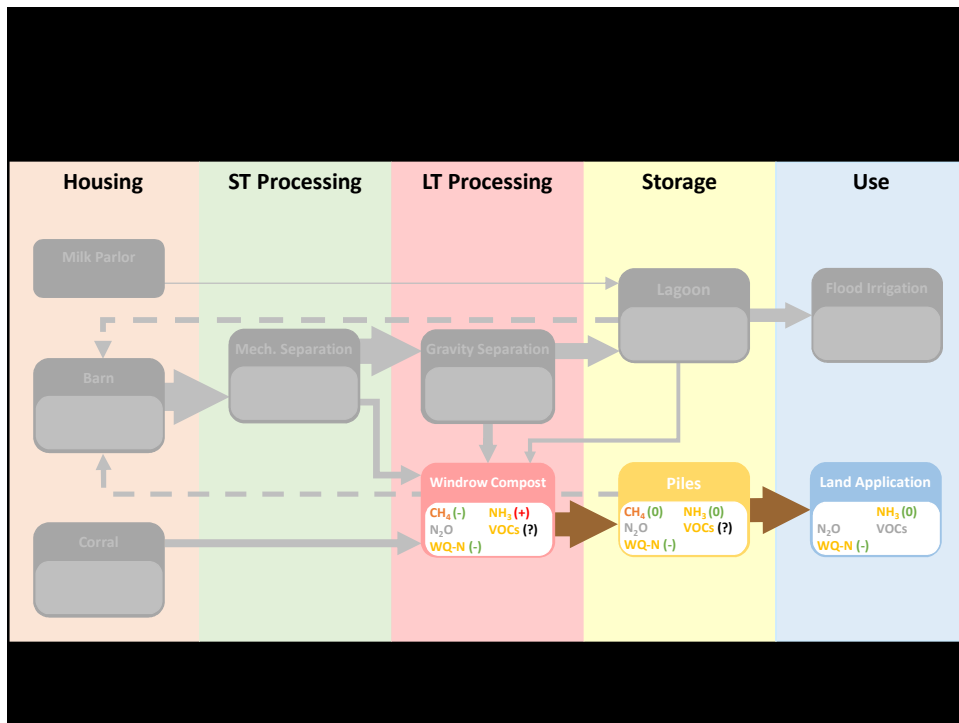 Housing
ST Processing
LT Processing
Storage
Use
Milk Parlor
Lagoon
Flood Irrigation
Mech. Separation
Gravity Separation
Barn
Windrow Compost
CH₄ (-) NH₃ (+)
N₂O VOCs (?)
WQ-N (-)
Piles
CH₄ (0) NH₃ (0)
N₂O VOCs (?)
WQ-N (-)
Land Application
NH₃ (0)
N₂O VOCs
WQ-N (-)
Corral